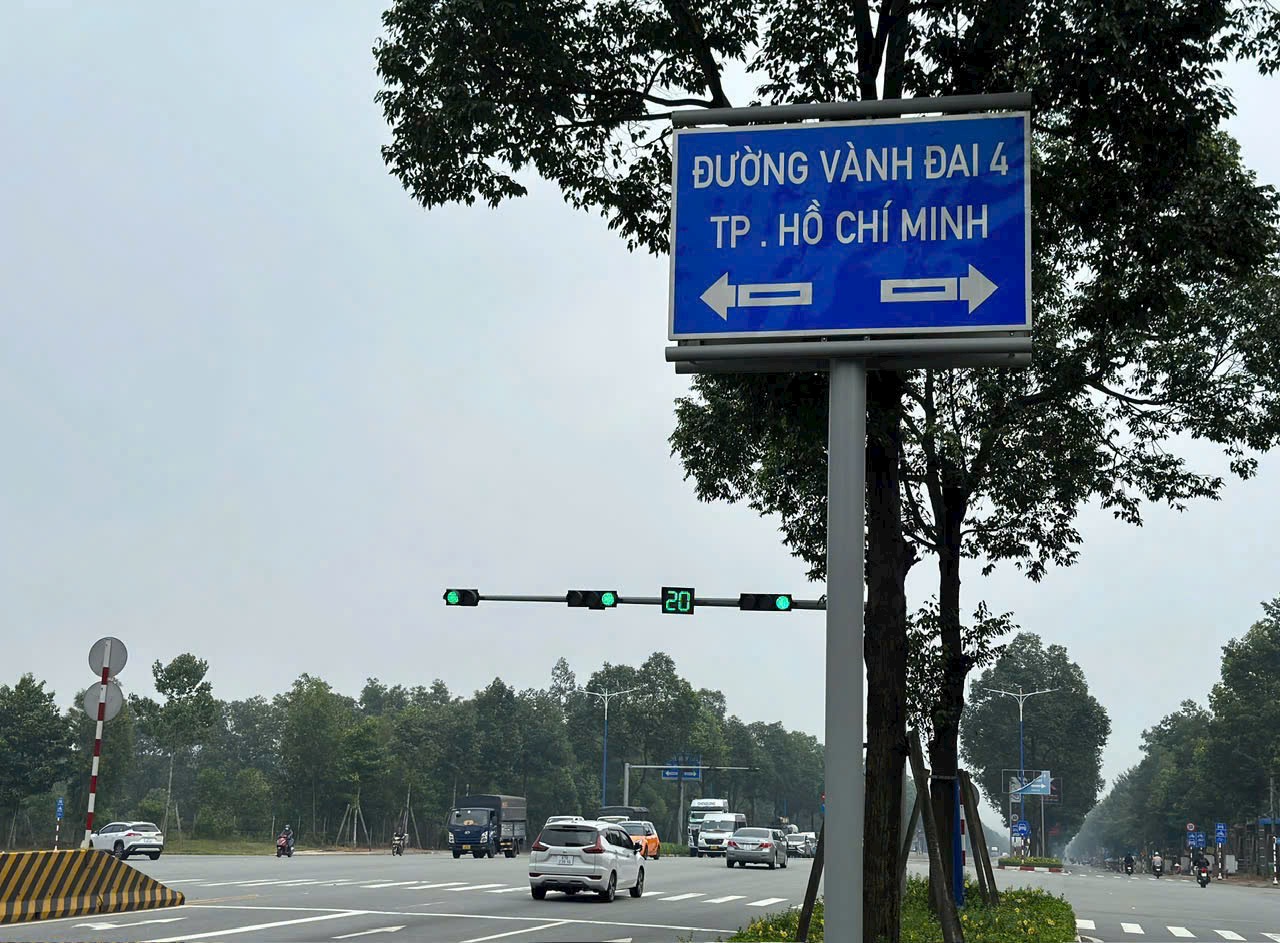 ĐƯỜNG VÀNH ĐAI 4
TP . HỒ CHÍ MINH
20